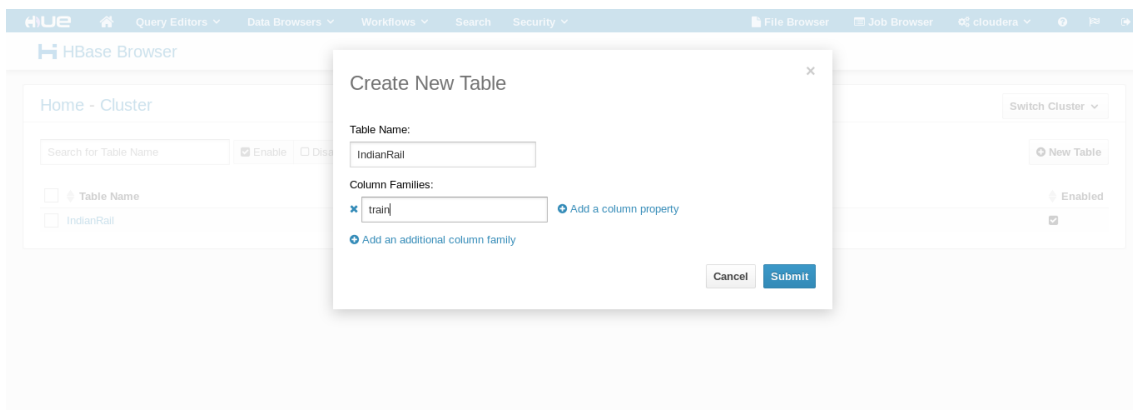 HUE Query Editors Data Browsers Workflows Search Security File Browser Job Browser cloudera
HBase Browser
Create New Table
Home - Cluster
Switch Cluster
Table Name:
Search for Table Name Enable Disa
IndianRail
New Table
Column Families:
Table Name
Enabled
train Add a column property
IndianRail
Add an additional column family
Cancel Submit